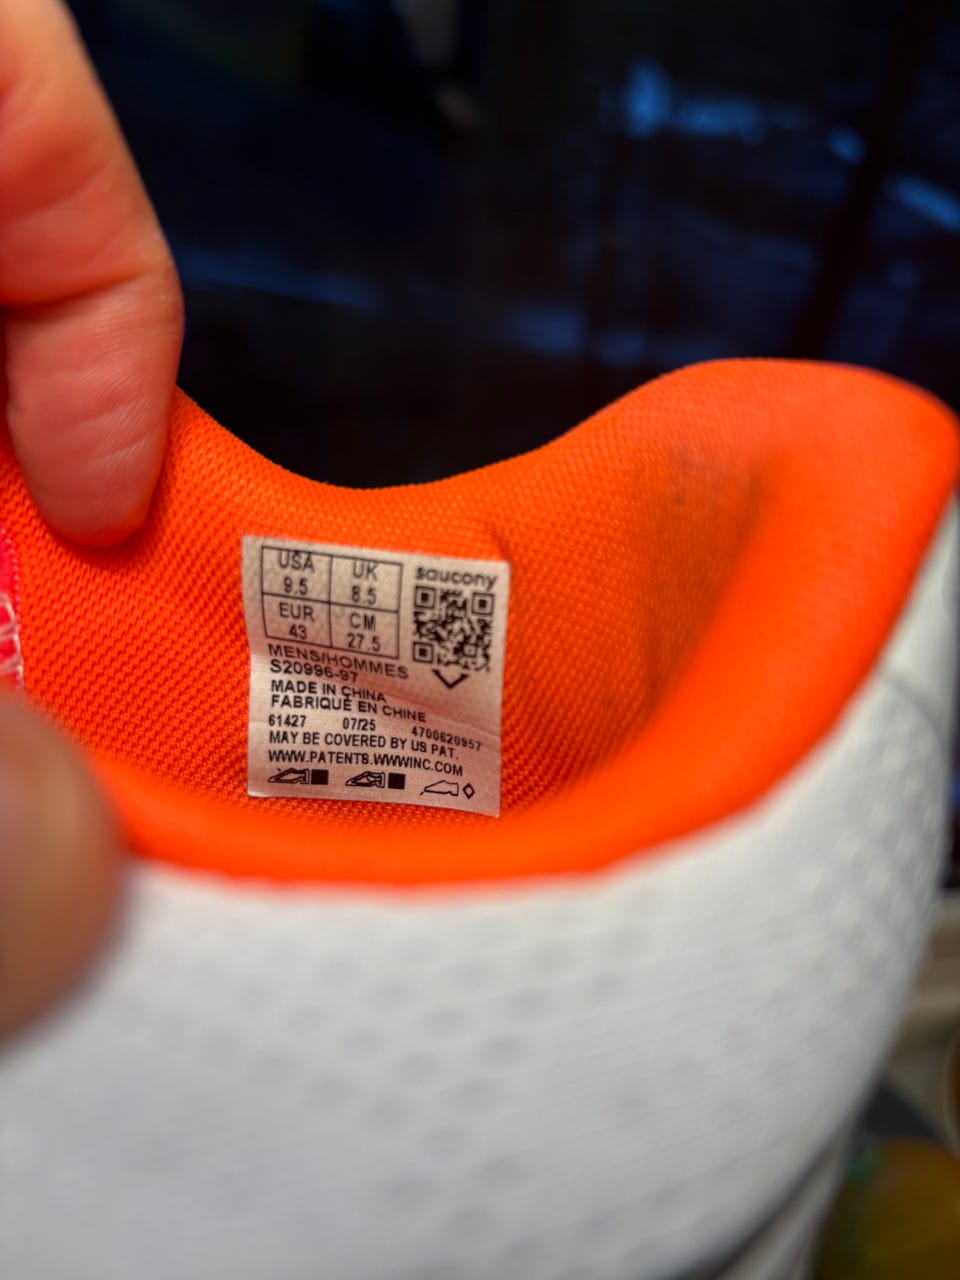 USA 9.5 UK 8.5
EUR 43 CM 27.5
saucony
MENS/HOMMES
S20996-97
MADE IN CHINA
FABRIQUÉ EN CHINE
61427 07/25 4700620957
MAY BE COVERED BY US PAT.
WWW.PATENTS.WWWINC.COM